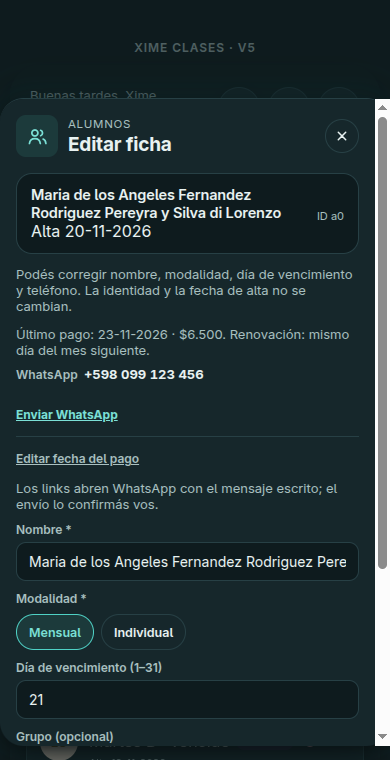 XIME CLASES · V5
Buenas tardes, Xime
ALUMNOS
Editar ficha
Maria de los Angeles Fernandez
Rodriguez Pereyra y Silva di Lorenzo
Alta 20-11-2026
ID a0
Podés corregir nombre, modalidad, día de vencimiento
y teléfono. La identidad y la fecha de alta no se
cambian.
Último pago: 23-11-2026 · $6.500. Renovación: mismo
día del mes siguiente.
WhatsApp +598 099 123 456
Enviar WhatsApp
Editar fecha del pago
Los links abren WhatsApp con el mensaje escrito; el
envío lo confirmás vos.
Nombre *
Maria de los Angeles Fernandez Rodriguez Pere
Modalidad *
Mensual Individual
Día de vencimiento (1–31)
21
Grupo (opcional)